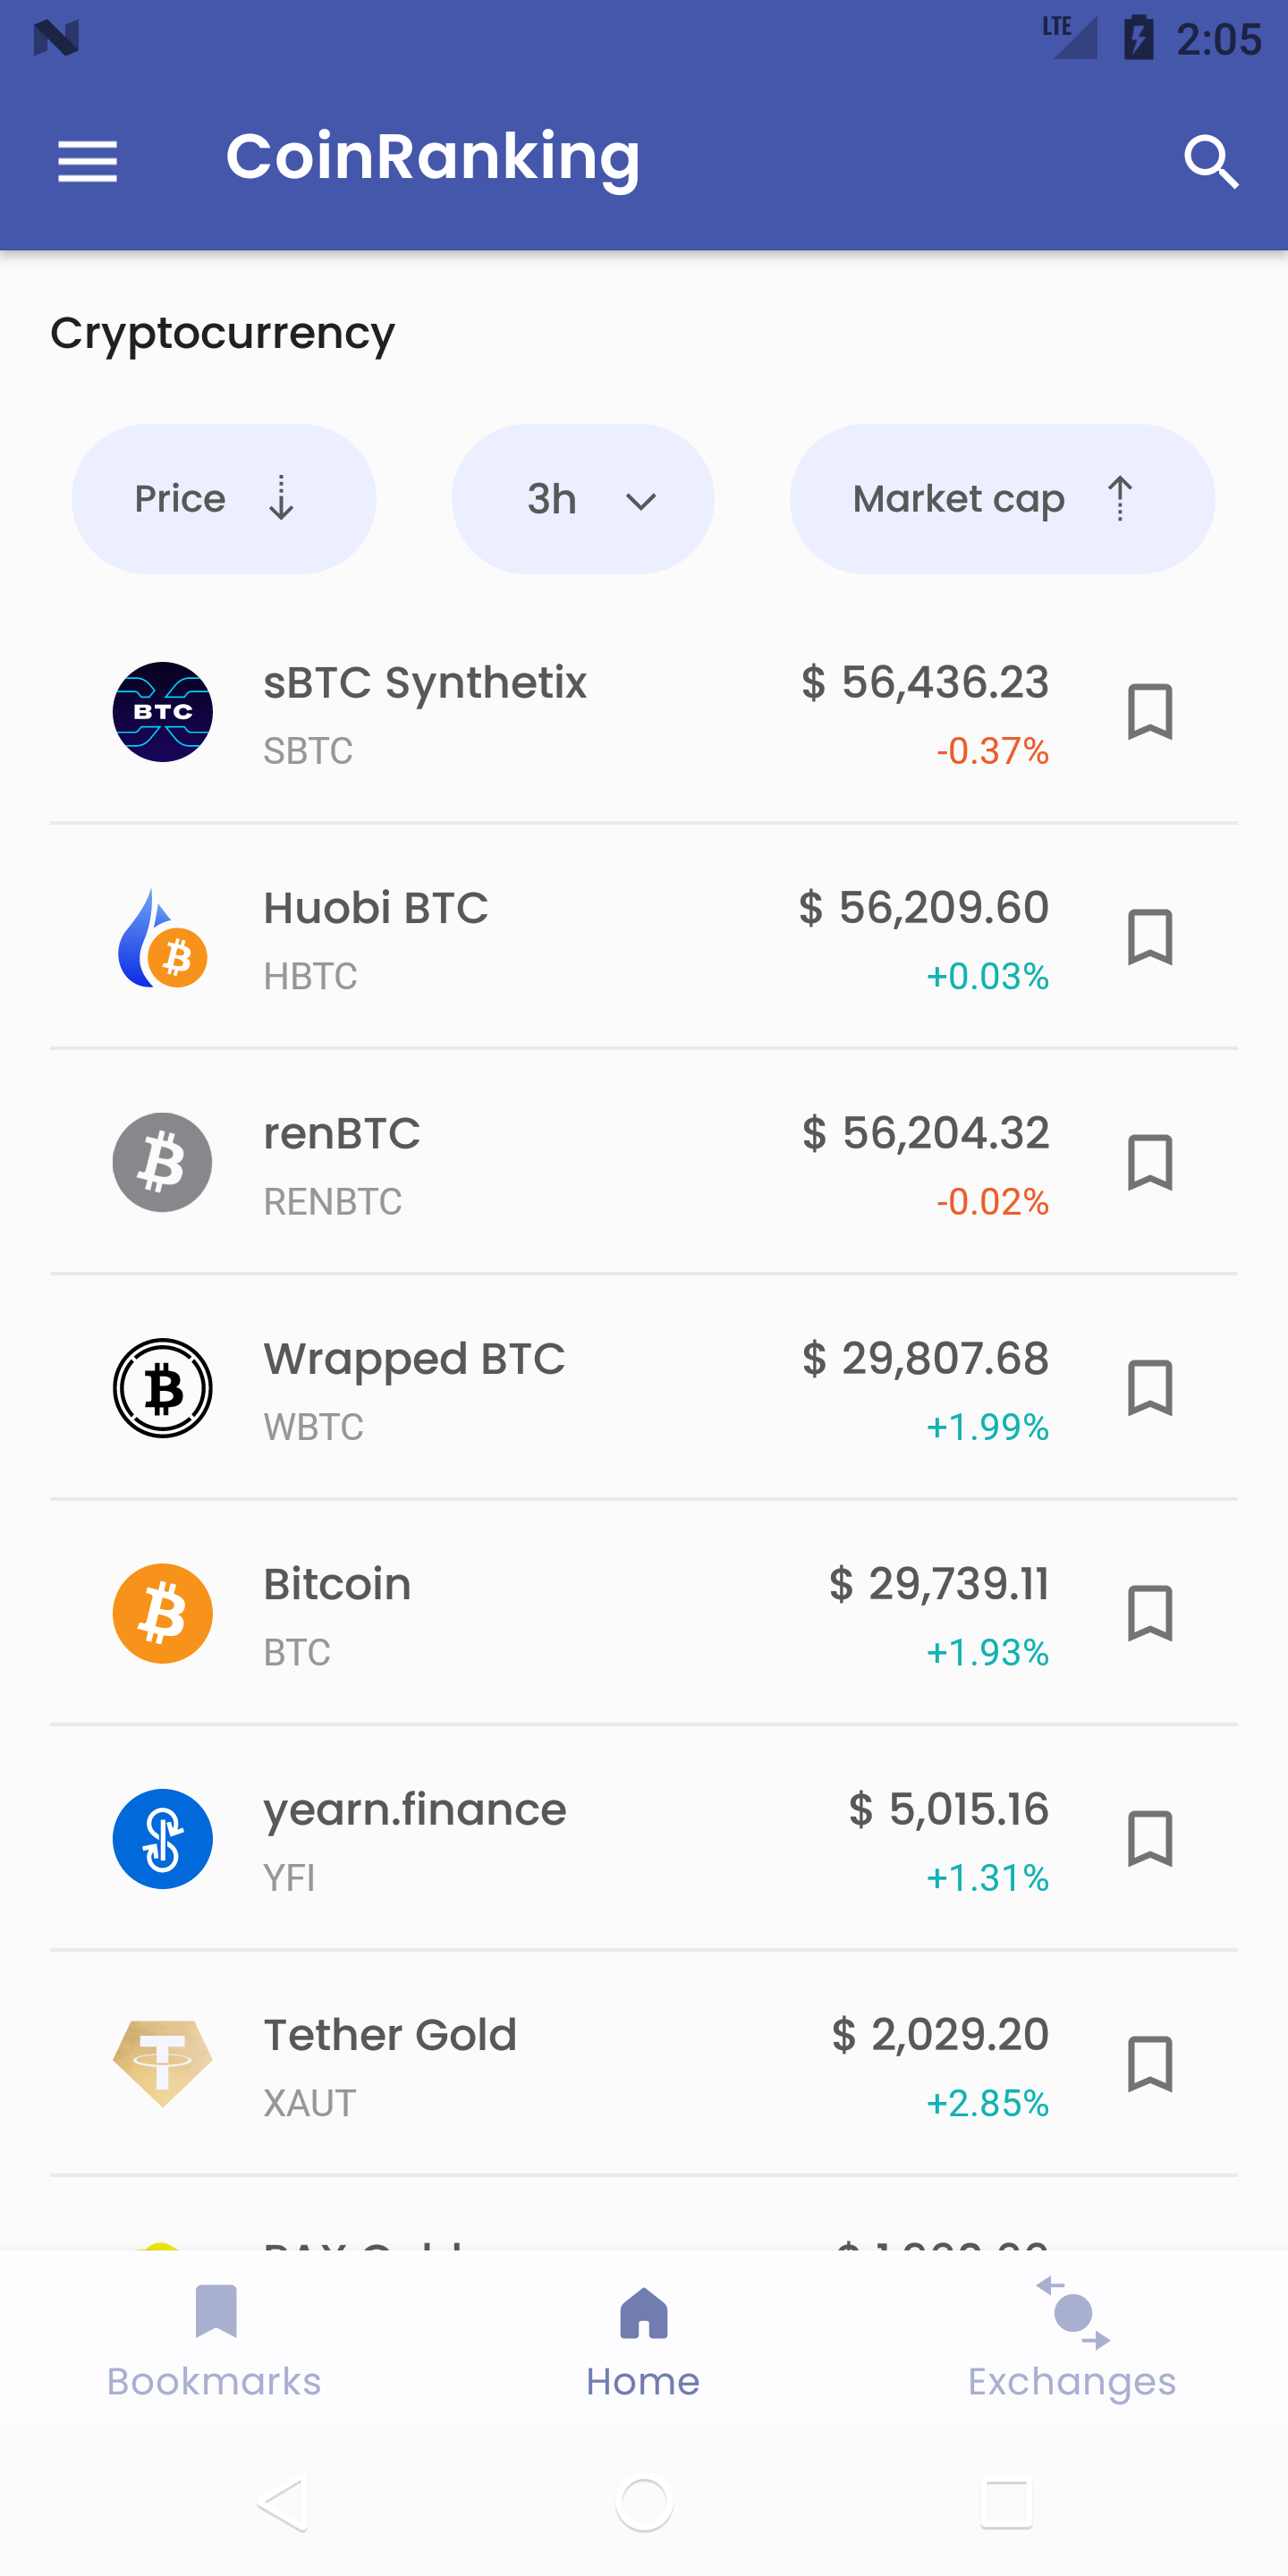 LTE 2:05
CoinRanking
Cryptocurrency
Price 3h Market cap
BTC
sBTC Synthetix $ 56,436.23
SBTC -0.37%
Huobi BTC $ 56,209.60
HBTC +0.03%
renBTC $ 56,204.32
RENBTC -0.02%
Wrapped BTC $ 29,807.68
WBTC +1.99%
Bitcoin $ 29,739.11
BTC +1.93%
yearn.finance $ 5,015.16
YFI +1.31%
Tether Gold $ 2,029.20
XAUT +2.85%
Bookmarks Home Exchanges